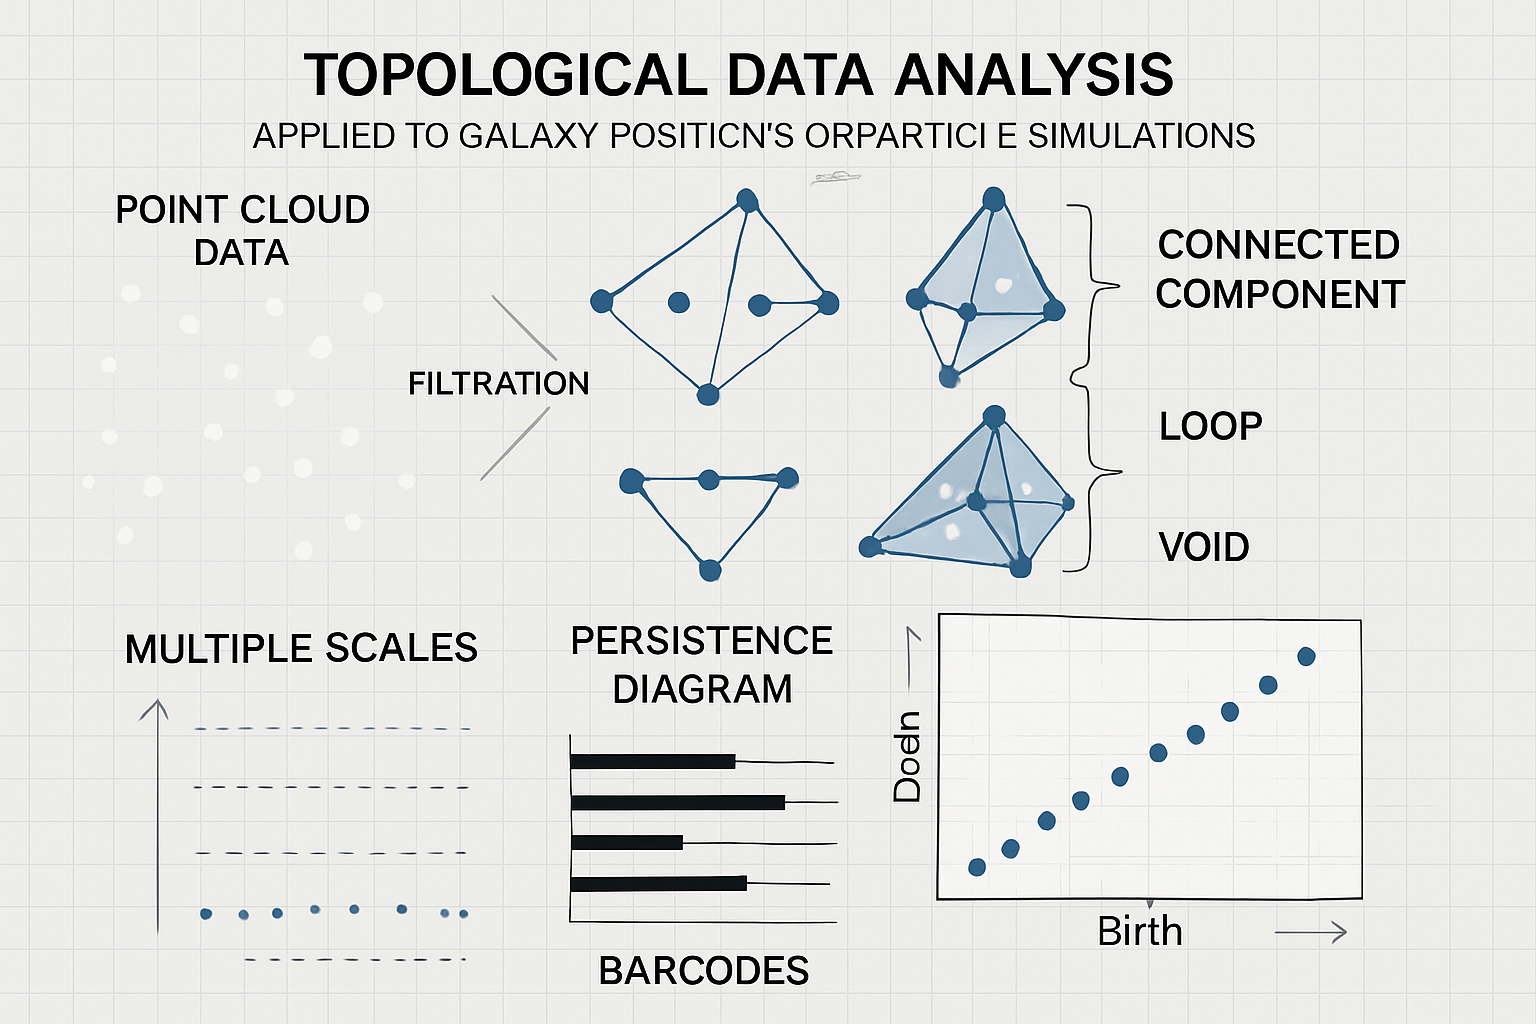 TOPOLOGICAL DATA ANALYSIS
APPLIED TO GALAXY POSITICN'S ORPARTICI E SIMULATIONS
POINT CLOUD
DATA
FILTRATION
CONNECTED
COMPONENT
LOOP
VOID
MULTIPLE SCALES
PERSISTENCE
DIAGRAM
BARCODES
Doedn
Birth